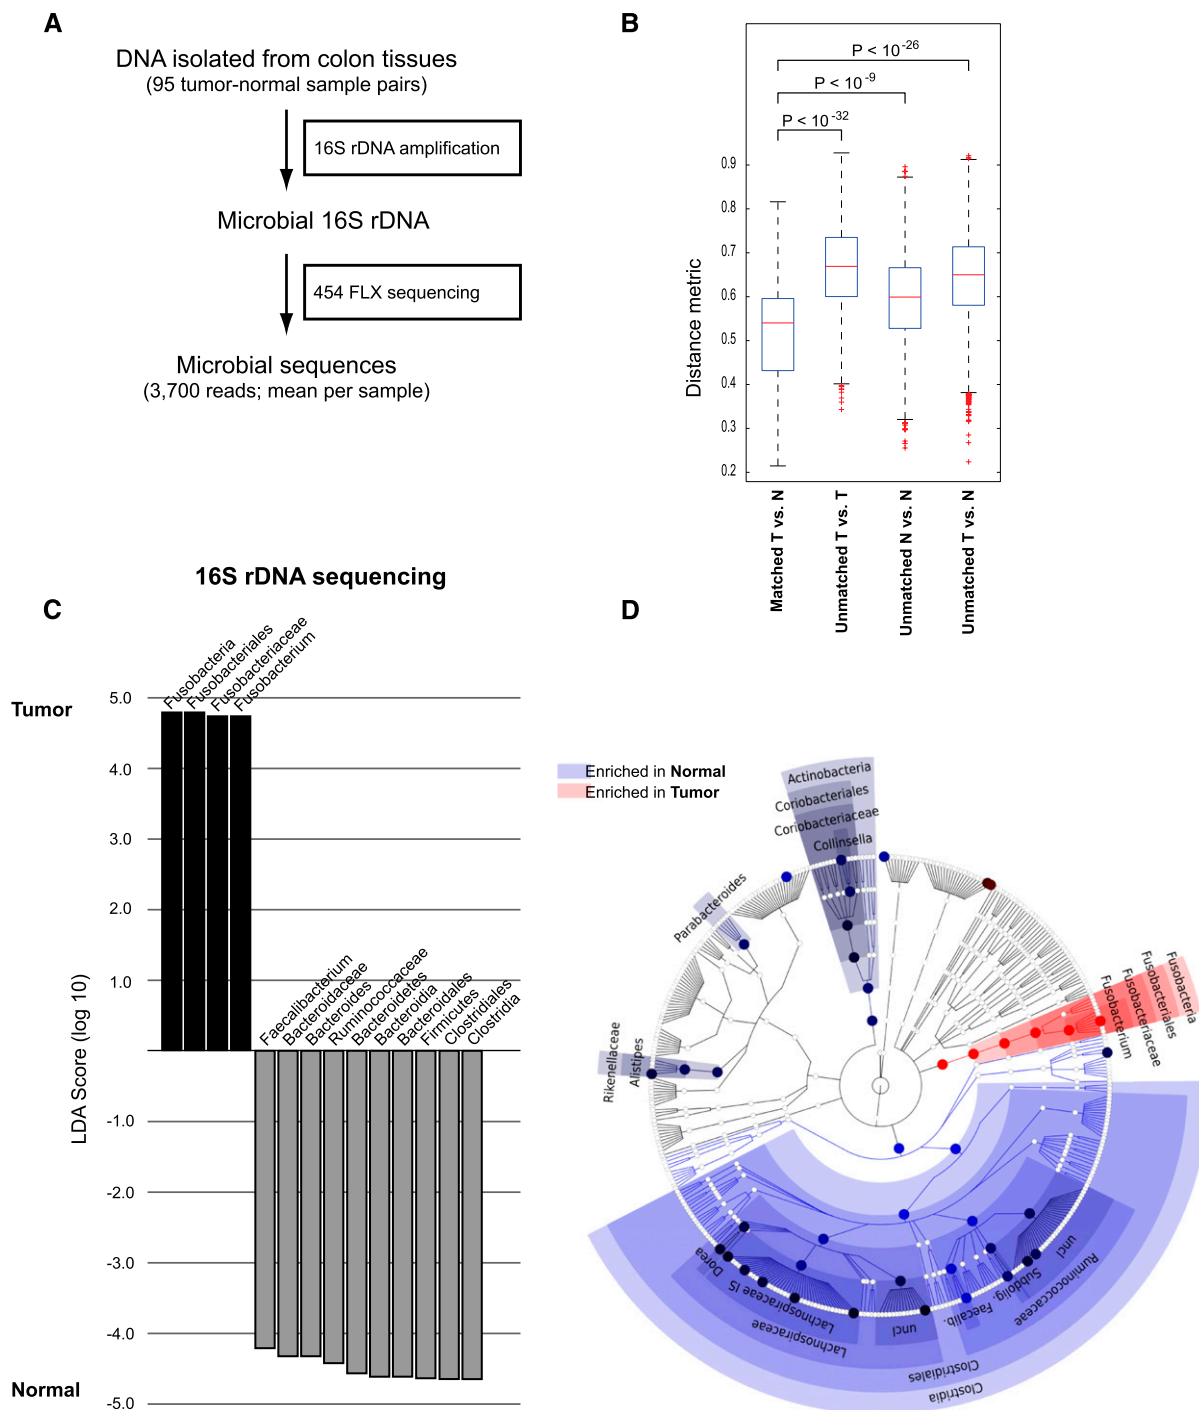 A
DNA isolated from colon tissues
(95 tumor-normal sample pairs)
16S rDNA amplification
Microbial 16S rDNA
454 FLX sequencing
Microbial sequences
(3,700 reads; mean per sample)
B
P < 10-26
P < 10-9
P < 10-32
Distance metric
0.9
0.8
0.7
0.6
0.5
0.4
0.3
0.2
Matched T vs. N
Unmatched T vs. T
Unmatched N vs. N
Unmatched T vs. N
16S rDNA sequencing
C
Tumor
Normal
LDA Score (log 10)
5.0
4.0
3.0
2.0
1.0
-1.0
-2.0
-3.0
-4.0
-5.0
Fusobacteria
Fusobacteriales
Fusobacteriaceae
Fusobacterium
Faecalibacterium
Bacteroidaceae
Bacteroides
Ruminococcaceae
Bacteroidetes
Bacteroidia
Bacteroidales
Firmicutes
Clostridiales
Clostridia
D
Enriched in Normal
Enriched in Tumor
Actinobacteria
Coriobacteriales
Coriobacteriaceae
Collinsella
Parabacteroides
Rikenellaceae
Alistipes
Fusobacterium
Fusobacteriaceae
Fusobacteriales
Fusobacteria
Dorea
Lachnospiraceae IS
Lachnospiraceae
uncl
Faecalib.
Subdolig.
uncl
Ruminococcaceae
Clostridiales
Clostridia